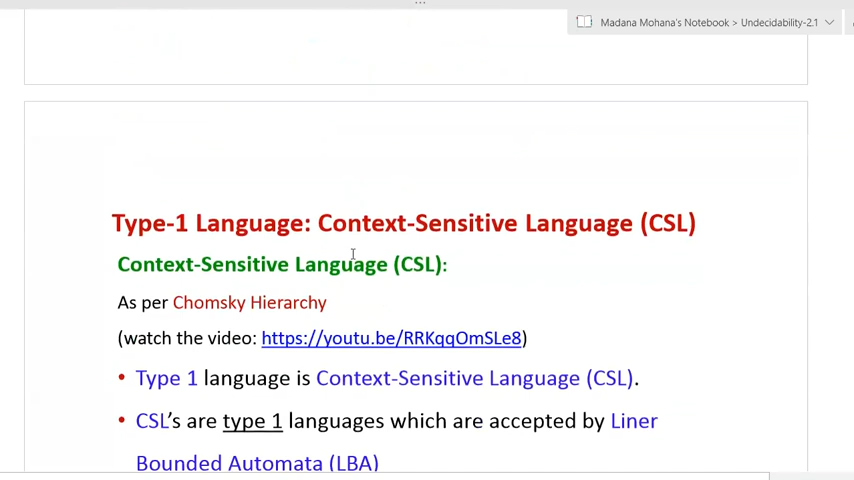 Madana Mohana's Notebook > Undecidability-2.1
Type-1 Language: Context-Sensitive Language (CSL)
Context-Sensitive Language (CSL):
As per Chomsky Hierarchy
(watch the video: https://youtu.be/RRKqqOmSLe8)
• Type 1 language is Context-Sensitive Language (CSL).
• CSL's are type 1 languages which are accepted by Liner
Bounded Automata (LBA)